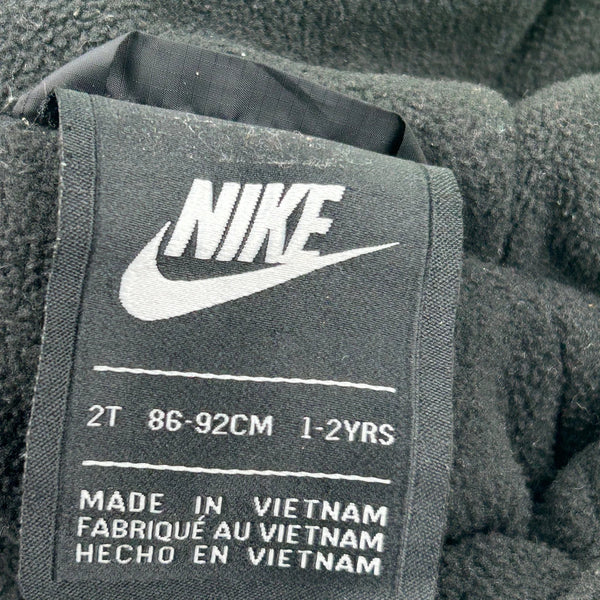 NIKE
2T 86-92CM 1-2YRS
MADE IN VIETNAM
FABRIQUÉ AU VIETNAM
HECHO EN VIETNAM